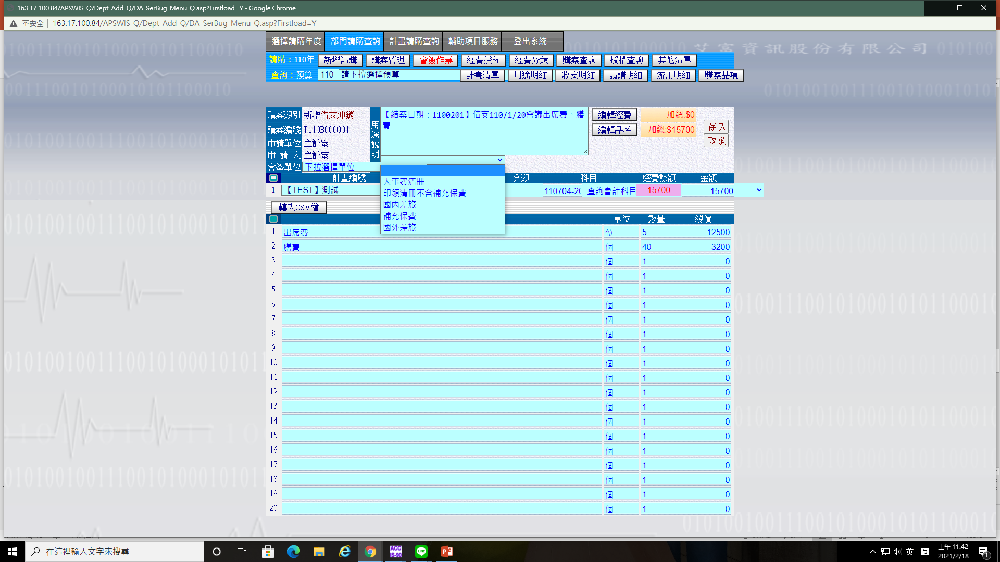 163.17.100.84/APSWIS_Q/Dept_Add_Q/DA_SerBug_Menu_Q.asp?Firstload=Y - Google Chrome
不安全 163.17.100.84/APSWIS_Q/Dept_Add_Q/DA_SerBug_Menu_Q.asp?Firstload=Y
選擇請購年度 部門請購查詢 計畫請購查詢 輔助項目服務 登出系統
艾富資訊股份有限公司
請購：110年 新增請購 購案管理 會簽作業 經費授權 經費分類 購案查詢 授權查詢 其他清單
查詢：預算 110 請下拉選擇預算 計畫清單 用途明細 收支明細 請購明細 流用明細 購案品項
購案類別 新增借支沖銷
購案編號 T110B000001
申請單位 主計室
申請人 主計室
會簽單位 下拉選擇單位
用途說明
【結案日期：1100201】借支110/1/20會議出席費、膳
費
編輯經費 加總:$0
編輯品名 加總:$15700
存入
取消
人事費清冊
印領清冊不含補充保費
國內差旅
補充保費
國外差旅
計畫編號 分類 科目 經費餘額 金額
1 【TEST】測試 110704-20 查詢會計科目 15700 15700
轉入CSV檔
單位 數量 總價
1 出席費 位 5 12500
2 膳費 個 40 3200
3 個 1 0
4 個 1 0
5 個 1 0
6 個 1 0
7 個 1 0
8 個 1 0
9 個 1 0
10 個 1 0
11 個 1 0
12 個 1 0
13 個 1 0
14 個 1 0
15 個 1 0
16 個 1 0
17 個 1 0
18 個 1 0
19 個 1 0
20 個 1 0
在這裡輸入文字來搜尋
ACC
IS-90
LINE
英
上午 11:42
2021/2/18
1